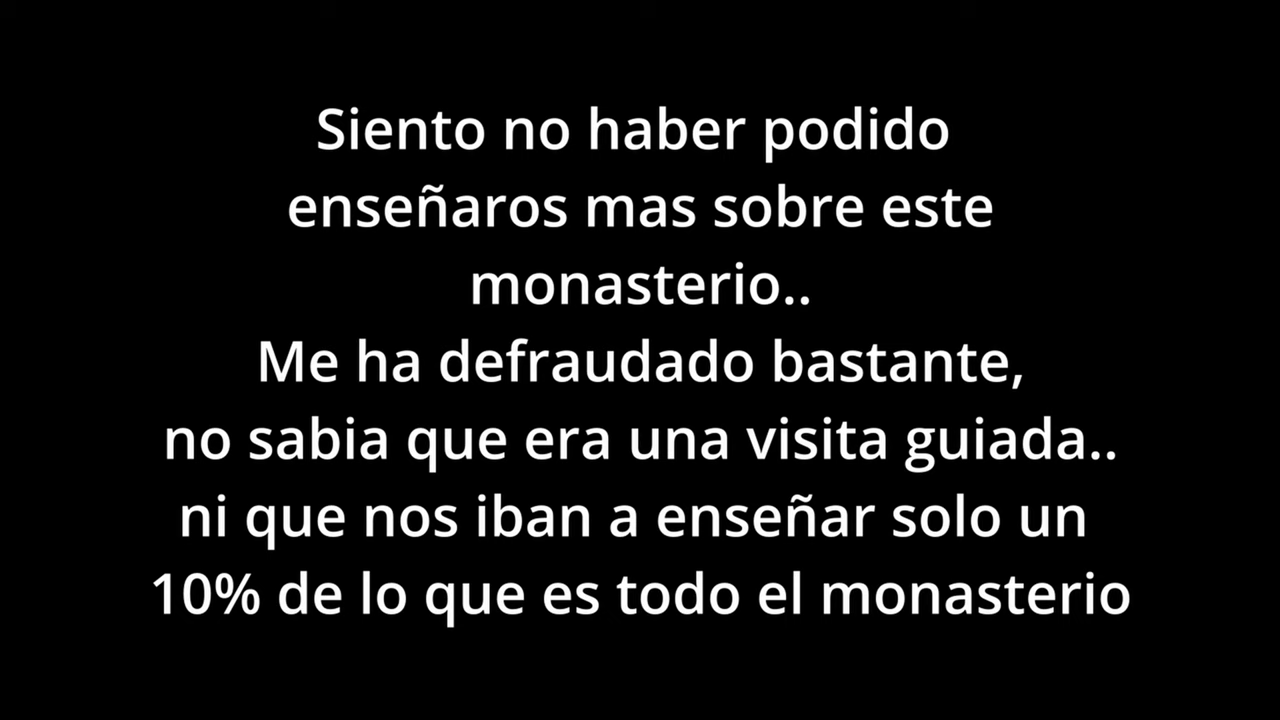 Siento no haber podido
enseñaros mas sobre este
monasterio..
Me ha defraudado bastante,
no sabia que era una visita guiada..
ni que nos iban a enseñar solo un
10% de lo que es todo el monasterio